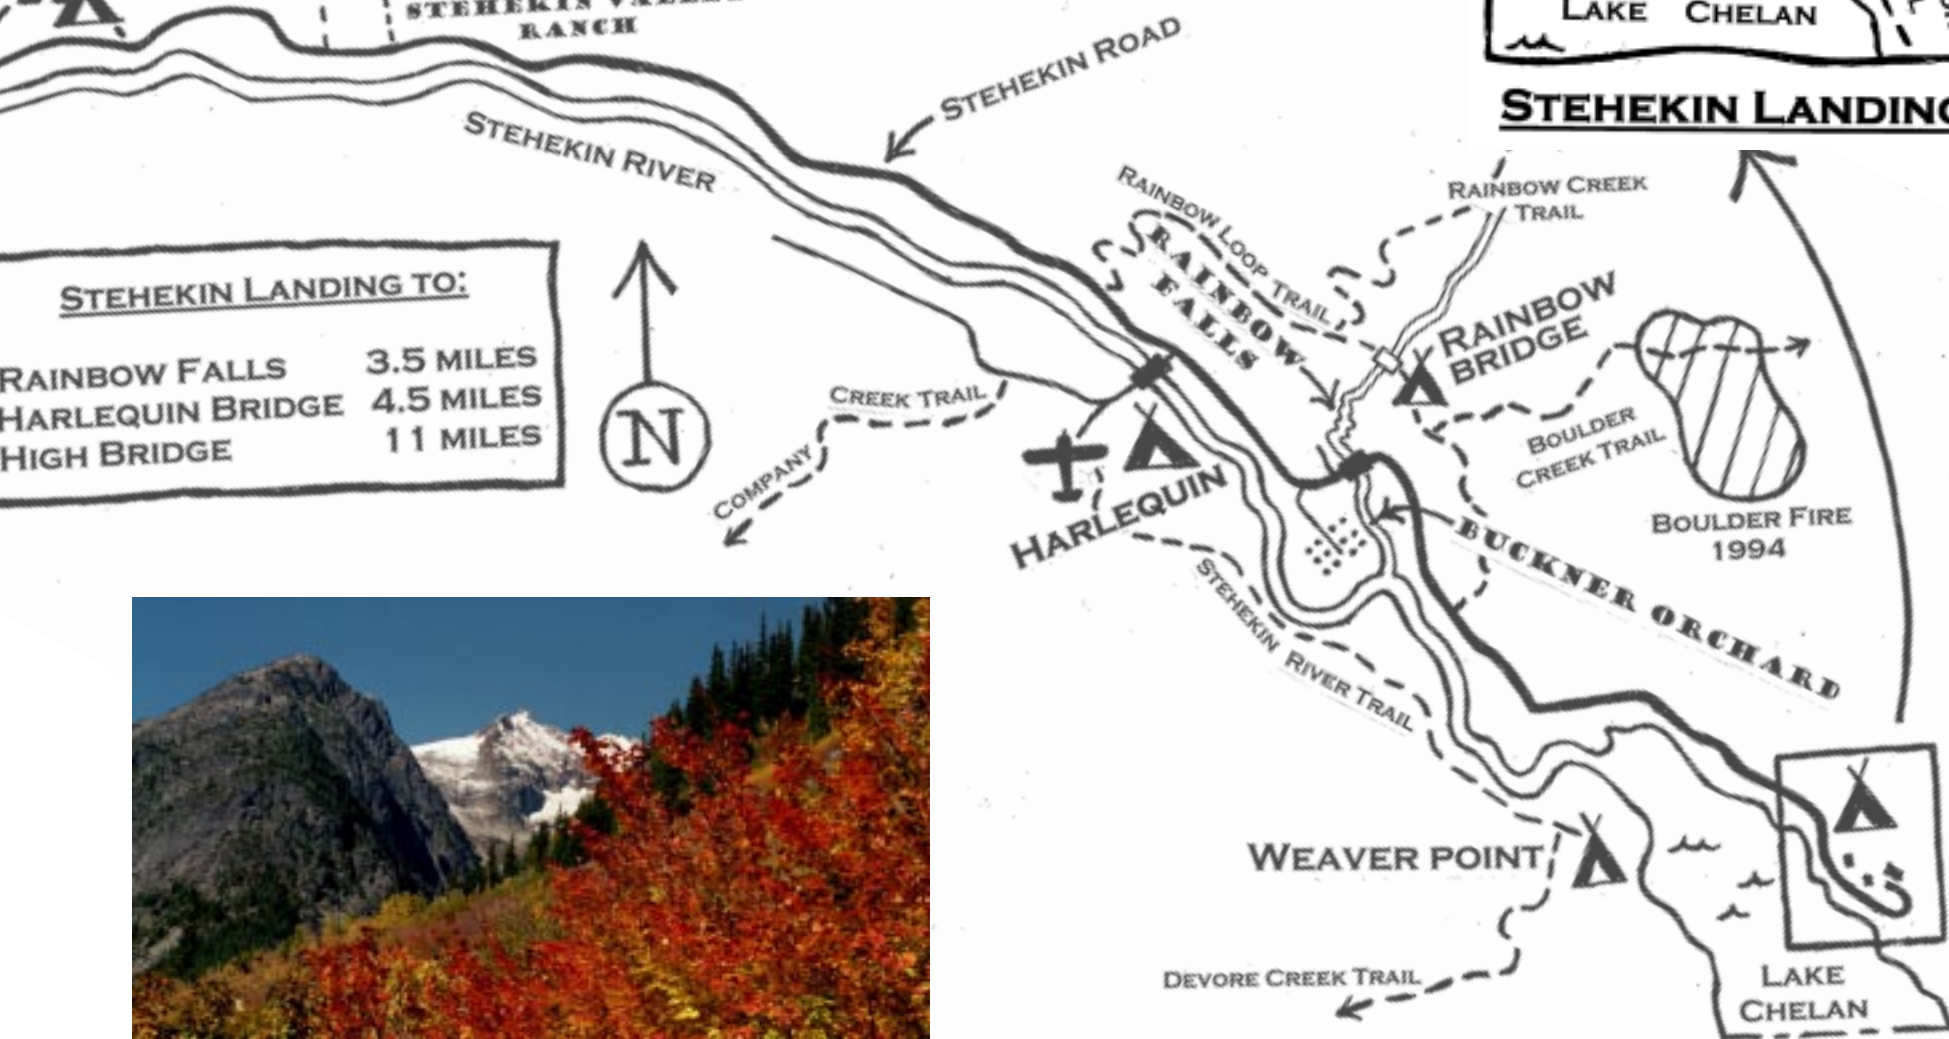 STEHEKIN VALLEY
RANCH
STEHEKIN ROAD
LAKE CHELAN
STEHEKIN LANDING
STEHEKIN RIVER
RAINBOW LOOP TRAIL
RAINBOW
FALLS
RAINBOW CREEK
TRAIL
RAINBOW
BRIDGE
STEHEKIN LANDING TO:
RAINBOW FALLS 3.5 MILES
HARLEQUIN BRIDGE 4.5 MILES
HIGH BRIDGE 11 MILES
N
COMPANY CREEK TRAIL
HARLEQUIN
BOULDER
CREEK TRAIL
BOULDER FIRE
1994
BUCKNER ORCHARD
STEHEKIN RIVER TRAIL
WEAVER POINT
DEVORE CREEK TRAIL
LAKE
CHELAN